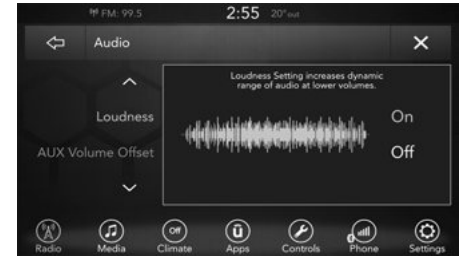 FM: 99.5 2:55 20° out
Audio
Loudness Setting increases dynamic
range of audio at lower volumes.
Loudness
On
AUX Volume Offset
Off
Off
ū
Radio Media Climate Apps Controls Phone Settings